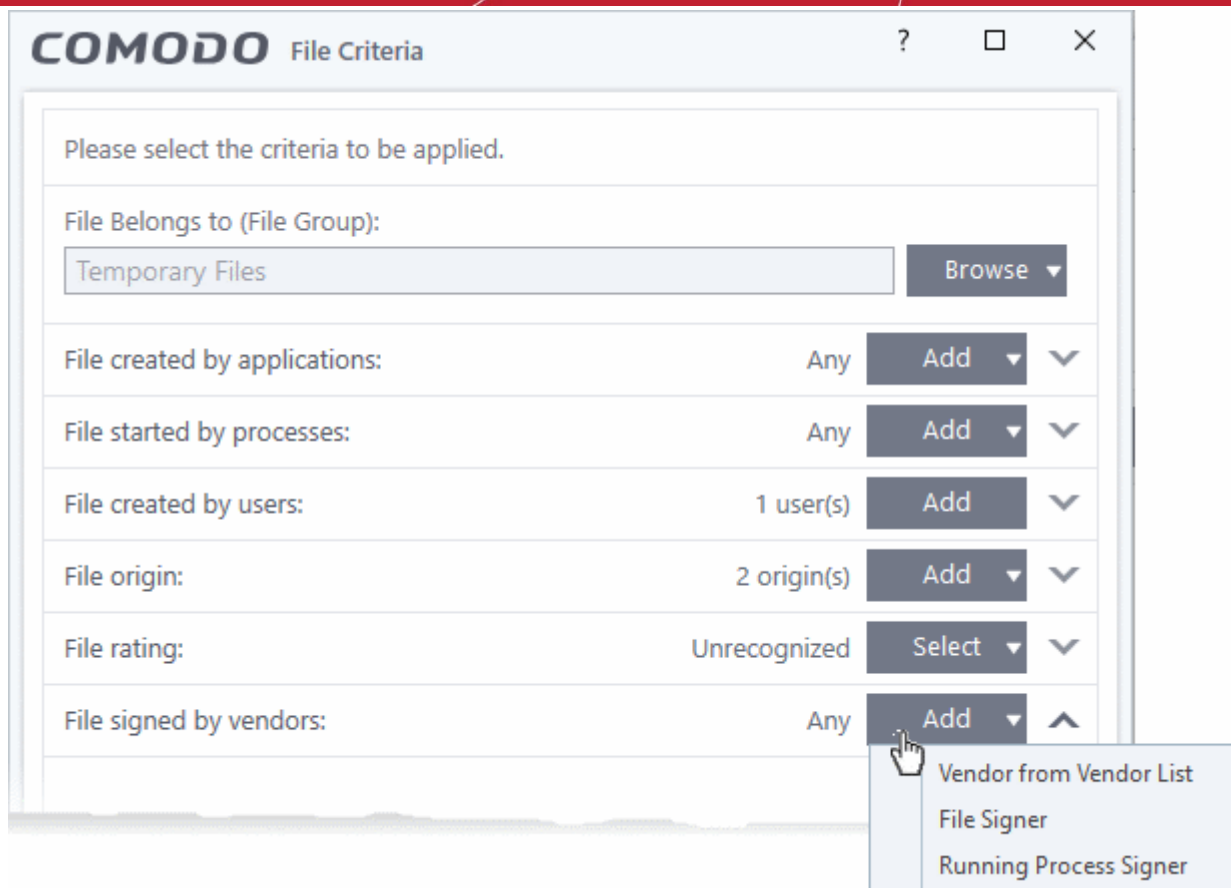 COMODO File Criteria ?
Please select the criteria to be applied.
File Belongs to (File Group):
Temporary Files Browse
File created by applications: Any Add
File started by processes: Any Add
File created by users: 1 user(s) Add
File origin: 2 origin(s) Add
File rating: Unrecognized Select
File signed by vendors: Any Add
Vendor from Vendor List
File Signer
Running Process Signer